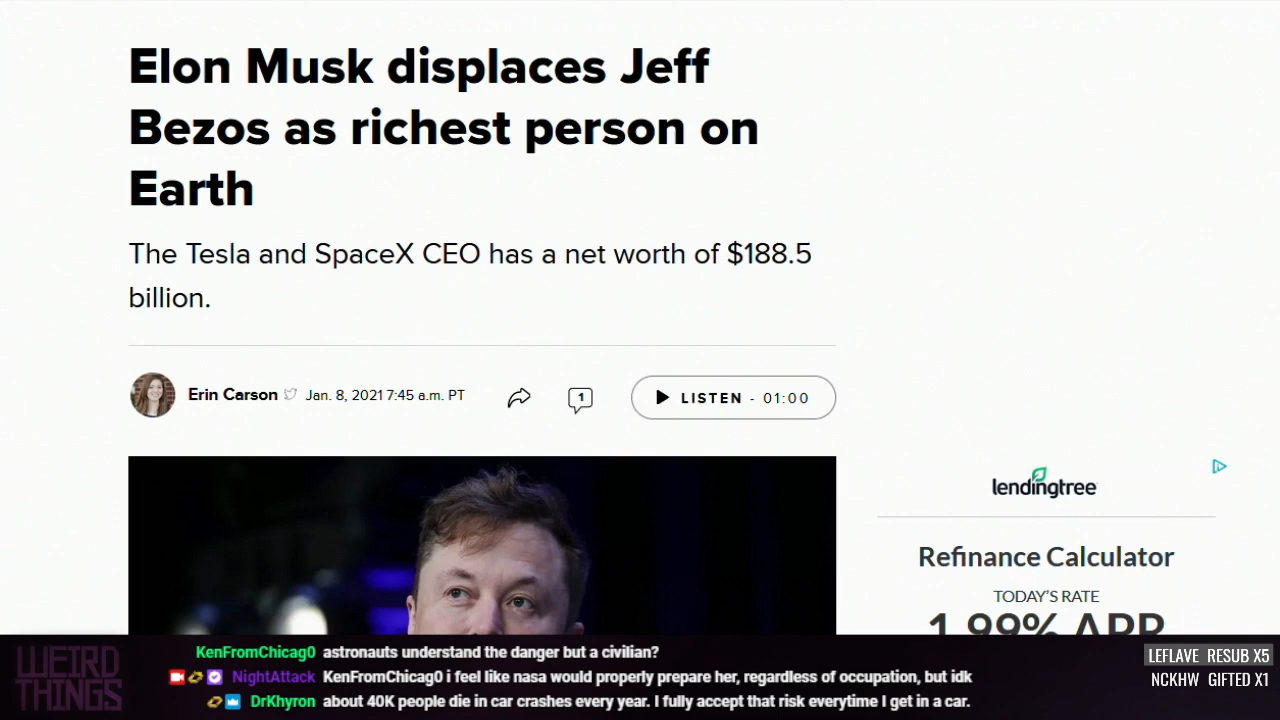 Elon Musk displaces Jeff
Bezos as richest person on
Earth
The Tesla and SpaceX CEO has a net worth of $188.5
billion.
Erin Carson Jan. 8, 2021 7:45 a.m. PT 1 LISTEN - 01:00
lendingtree
Refinance Calculator
TODAY'S RATE
1.99% APR
WEIRD
THINGS
KenFromChicag0 astronauts understand the danger but a civilian?
NightAttack KenFromChicag0 i feel like nasa would properly prepare her, regardless of occupation, but idk
DrKhyron about 40K people die in car crashes every year. I fully accept that risk everytime I get in a car.
LEFLAVE RESUB X5
NCKHW GIFTED X1